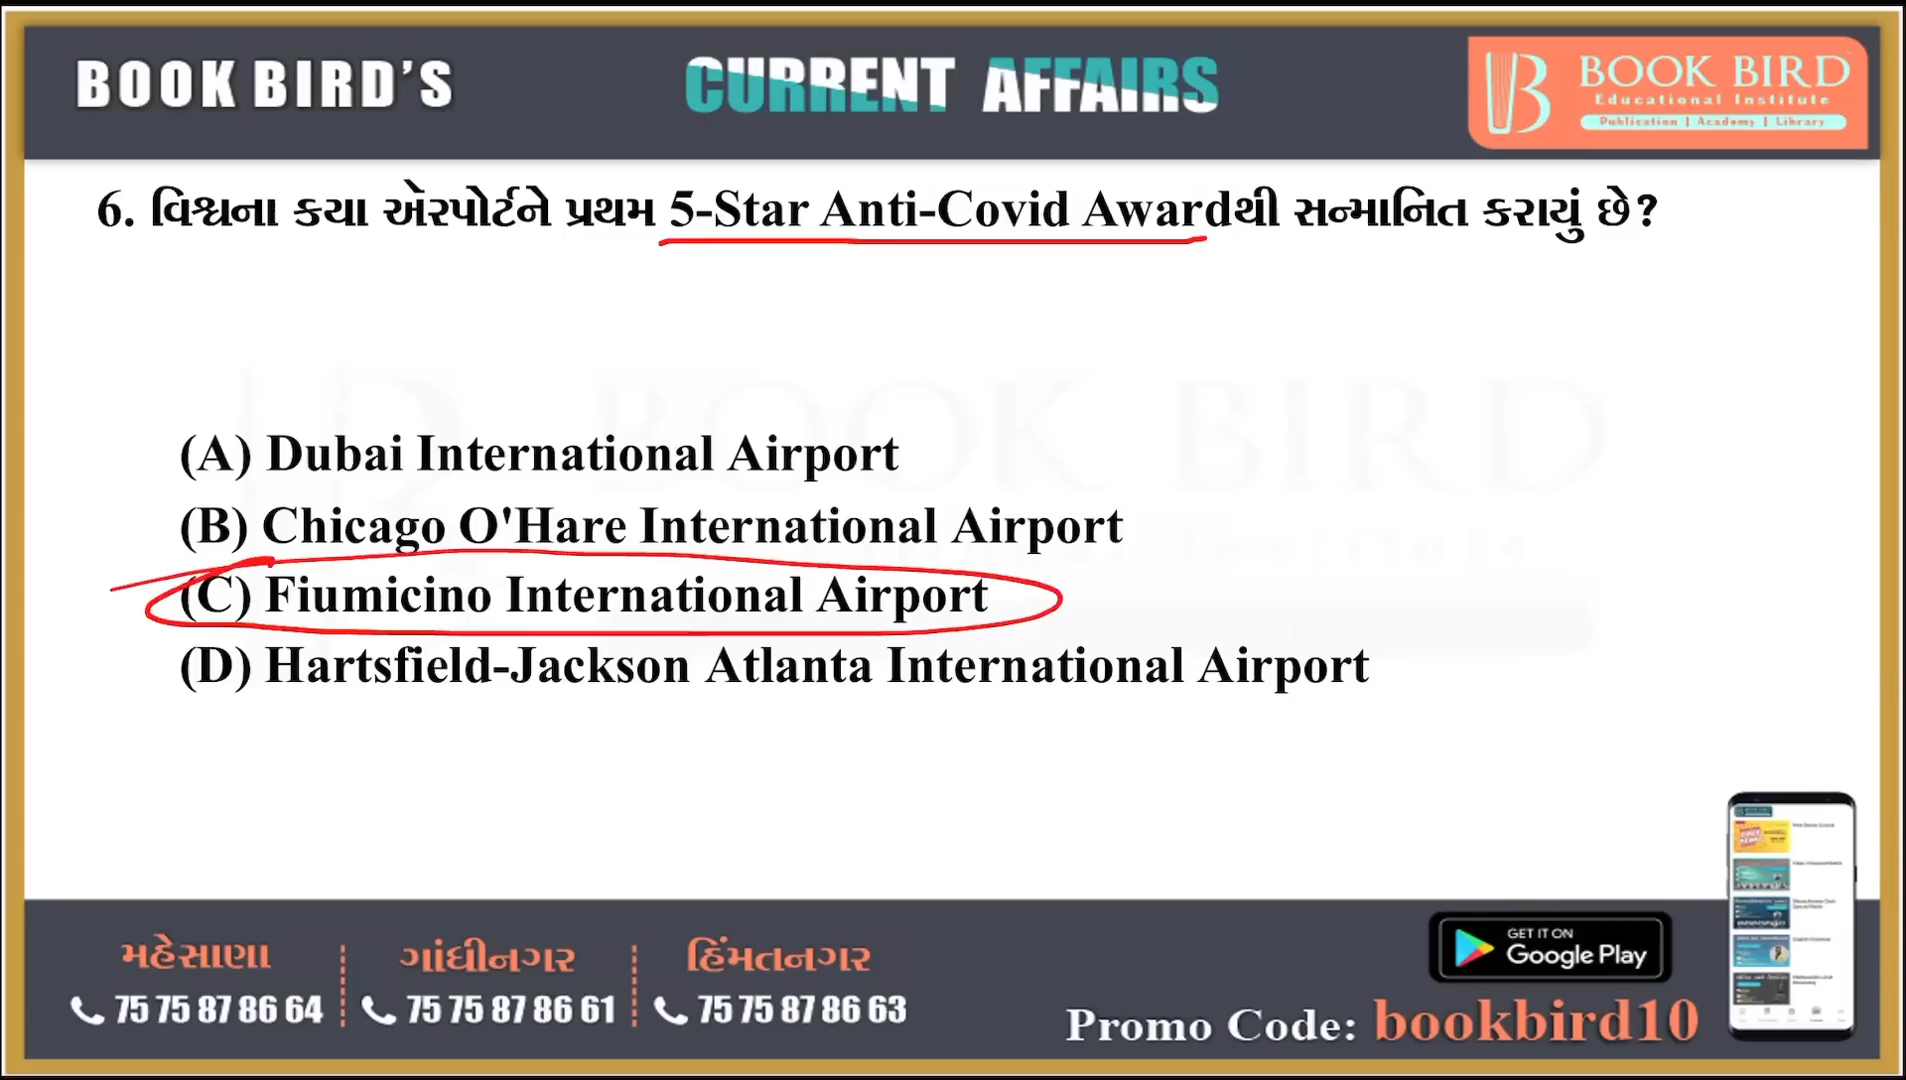 BOOK BIRD'S
CURRENT AFFAIRS
BOOK BIRD
Educational Institute
Publication | Academy | Library
6. વિશ્વના કયા એરપોર્ટને પ્રથમ 5-Star Anti-Covid Awardથી સન્માનિત કરાયું છે?
BOOK BIRD
(A) Dubai International Airport
(B) Chicago O'Hare International Airport
(C) Fiumicino International Airport
(D) Hartsfield-Jackson Atlanta International Airport
મહેસાણા
75 75 87 86 64
ગાંધીનગર
75 75 87 86 61
હિંમતનગર
75 75 87 86 63
GET IT ON
Google Play
Promo Code: bookbird10